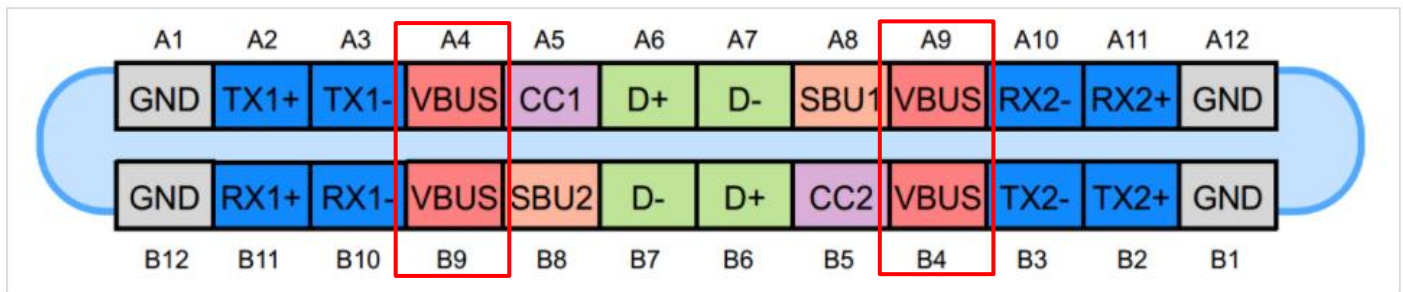 A1 A2 A3 A4 A5 A6 A7 A8 A9 A10 A11 A12
GND TX1+ TX1- VBUS CC1 D+ D- SBU1 VBUS RX2- RX2+ GND
GND RX1+ RX1- VBUS SBU2 D- D+ CC2 VBUS TX2- TX2+ GND
B12 B11 B10 B9 B8 B7 B6 B5 B4 B3 B2 B1